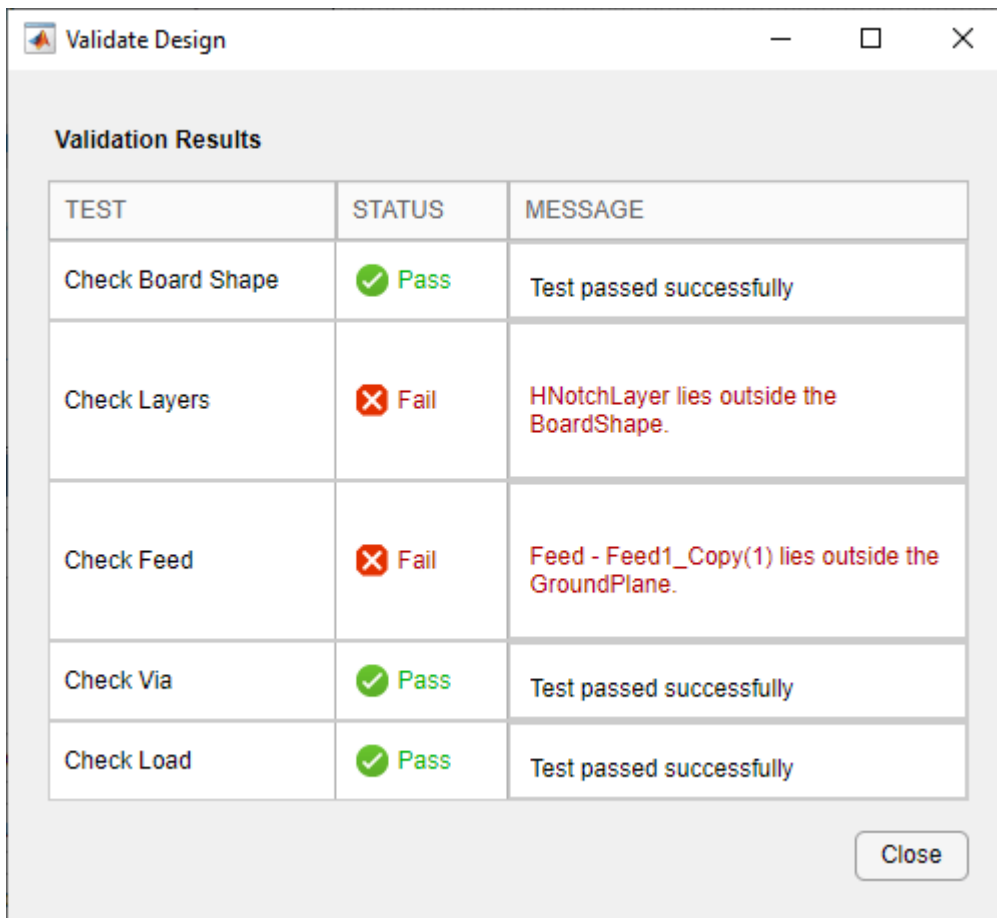 Validate Design
Validation Results
TEST STATUS MESSAGE
Check Board Shape Pass Test passed successfully
Check Layers Fail HNotchLayer lies outside the
BoardShape.
Check Feed Fail Feed - Feed1_Copy(1) lies outside the
GroundPlane.
Check Via Pass Test passed successfully
Check Load Pass Test passed successfully
Close